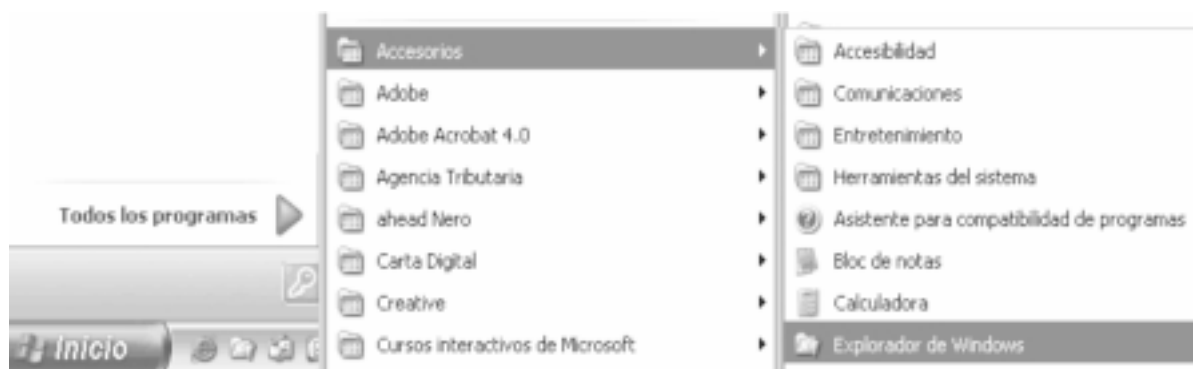 Todos los programas
Inicio
Accesorios
Adobe
Adobe Acrobat 4.0
Agencia Tributaria
ahead Nero
Carta Digital
Creative
Cursos interactivos de Microsoft
Accesibilidad
Comunicaciones
Entretenimiento
Herramientas del sistema
Asistente para compatibilidad de programas
Bloc de notas
Calculadora
Explorador de Windows